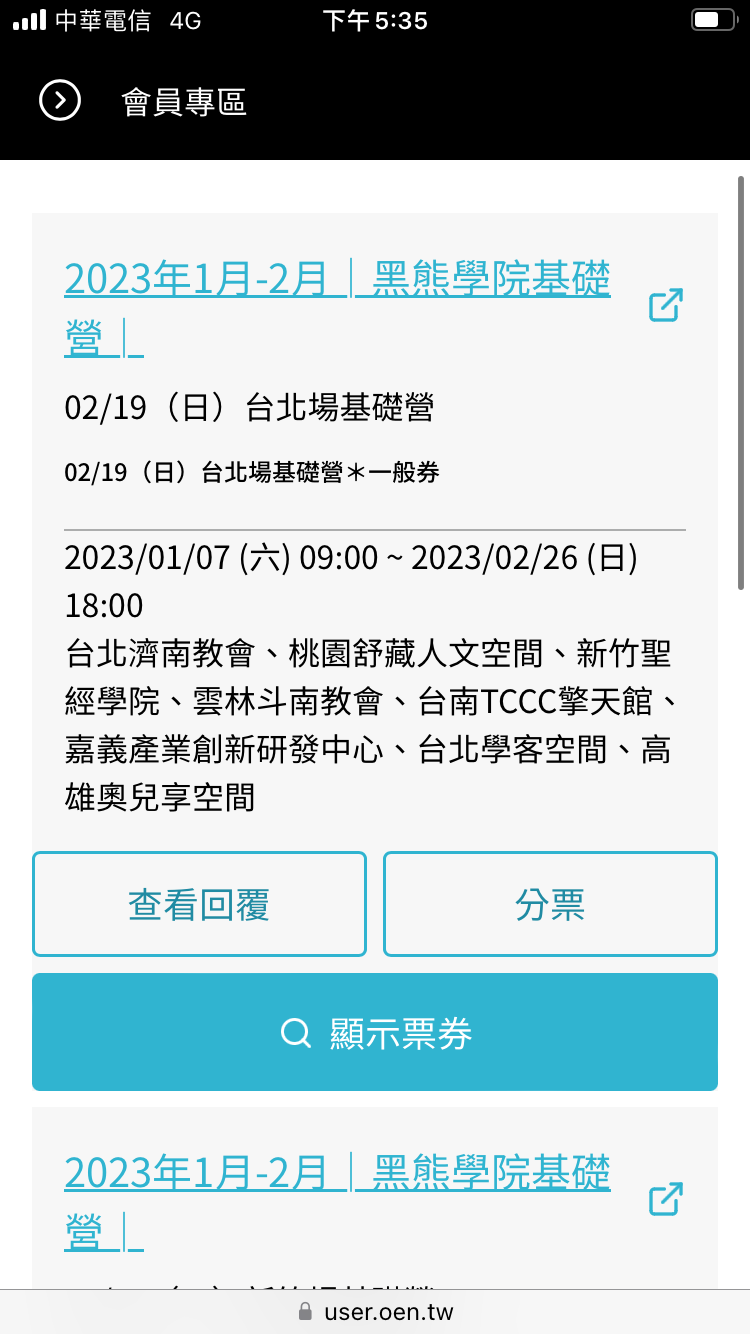 中華電信 4G 下午5:35
會員專區
2023年1月-2月｜黑熊學院基礎
營｜
02/19（日）台北場基礎營
02/19（日）台北場基礎營＊一般券
2023/01/07 (六) 09:00 ~ 2023/02/26 (日)
18:00
台北濟南教會、桃園舒藏人文空間、新竹聖
經學院、雲林斗南教會、台南TCCC擎天館、
嘉義產業創新研發中心、台北學客空間、高
雄奧兒享空間
查看回覆 分票
顯示票券
2023年1月-2月｜黑熊學院基礎
營｜
user.oen.tw